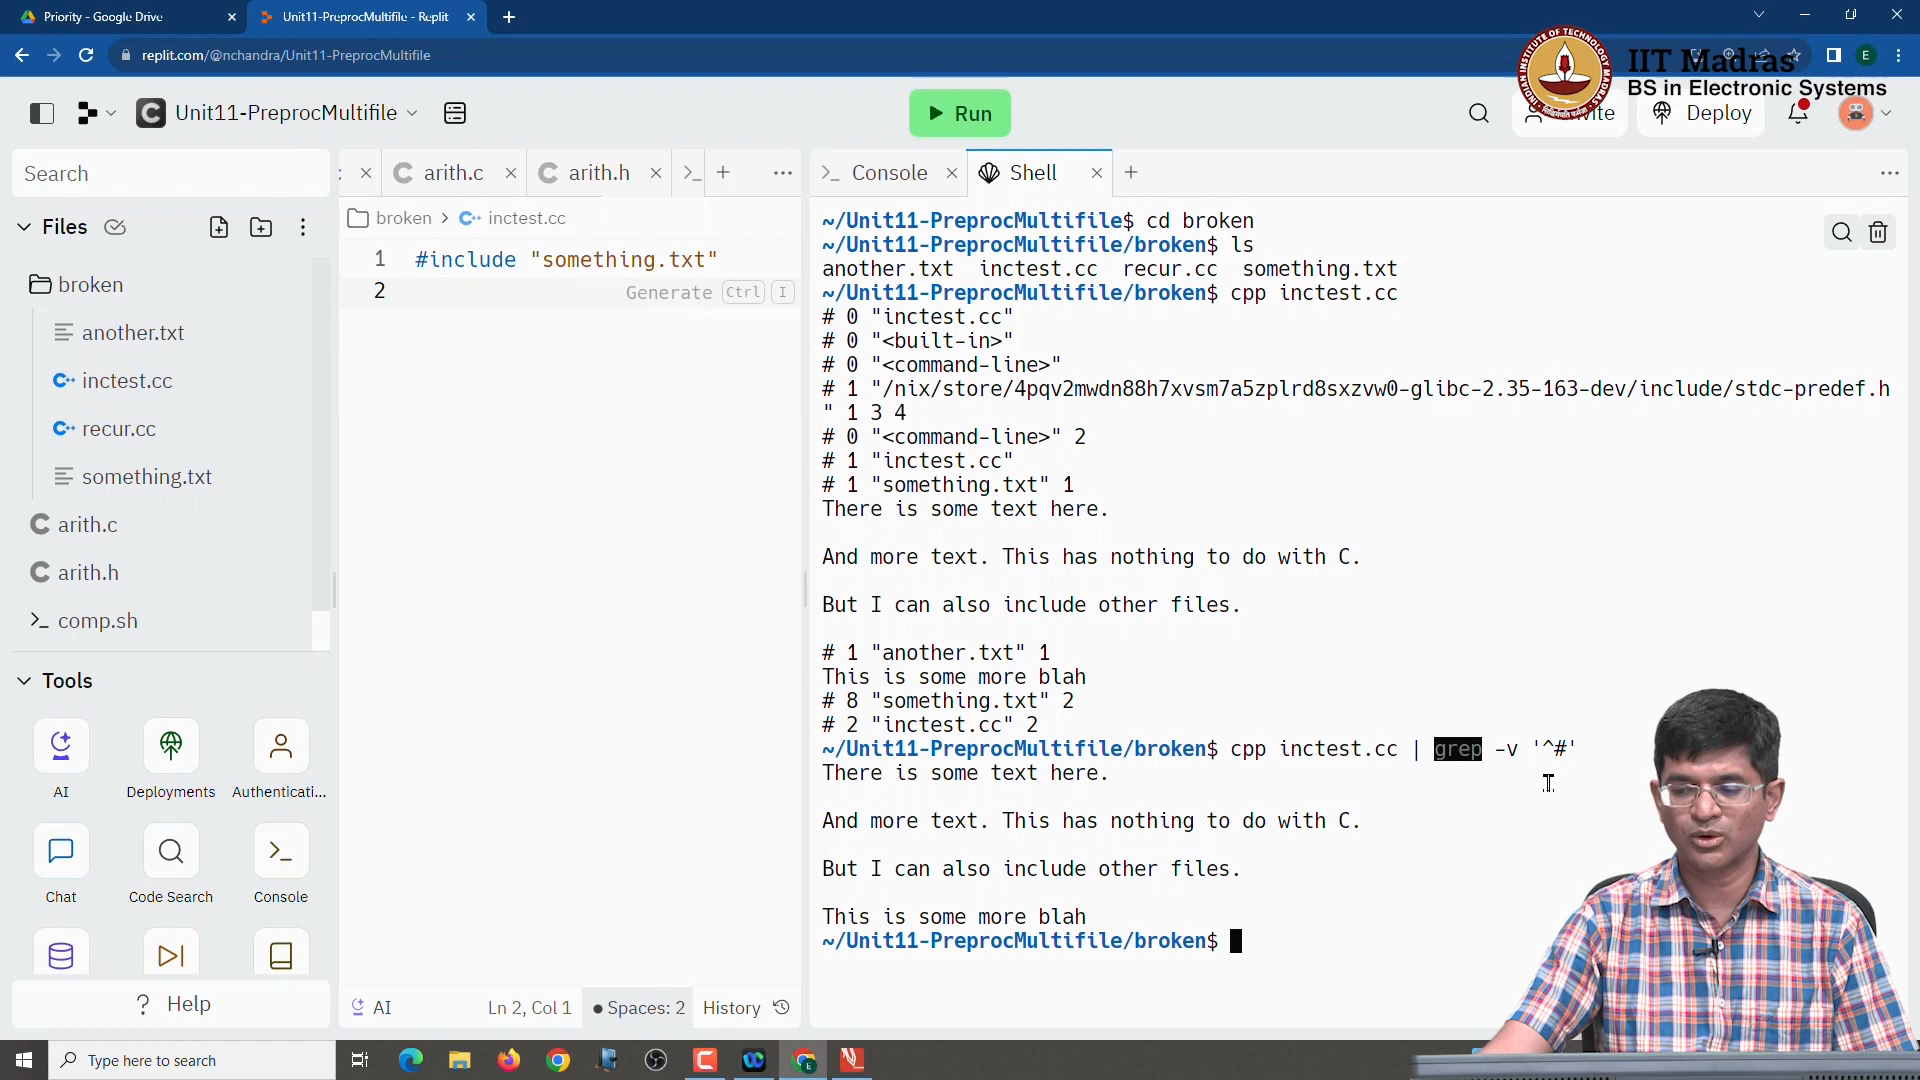 Priority - Google Drive
Unit11-PreprocMultifile - Replit
replit.com/@nchandra/Unit11-PreprocMultifile
E
IIT Madras
BS in Electronic Systems
Unit11-PreprocMultifile
Run
Deploy
Search
Files
broken
another.txt
inctest.cc
recur.cc
something.txt
arith.c
arith.h
comp.sh
Tools
AI
Deployments
Authenticati...
Chat
Code Search
Console
Help
arith.c
arith.h
broken > inctest.cc
1 #include "something.txt"
2
Generate Ctrl I
AI
Ln 2, Col 1
Spaces: 2
History
Console
Shell
~/Unit11-PreprocMultifile$ cd broken
~/Unit11-PreprocMultifile/broken$ ls
another.txt  inctest.cc  recur.cc  something.txt
~/Unit11-PreprocMultifile/broken$ cpp inctest.cc
# 0 "inctest.cc"
# 0 "<built-in>"
# 0 "<command-line>"
# 1 "/nix/store/4pqv2mwdn88h7xvsm7a5zplrd8sxzvw0-glibc-2.35-163-dev/include/stdc-predef.h
" 1 3 4
# 0 "<command-line>" 2
# 1 "inctest.cc"
# 1 "something.txt" 1
There is some text here.
And more text. This has nothing to do with C.
But I can also include other files.
# 1 "another.txt" 1
This is some more blah
# 8 "something.txt" 2
# 2 "inctest.cc" 2
~/Unit11-PreprocMultifile/broken$ cpp inctest.cc | grep -v '^#'
There is some text here.
And more text. This has nothing to do with C.
But I can also include other files.
This is some more blah
~/Unit11-PreprocMultifile/broken$
Type here to search